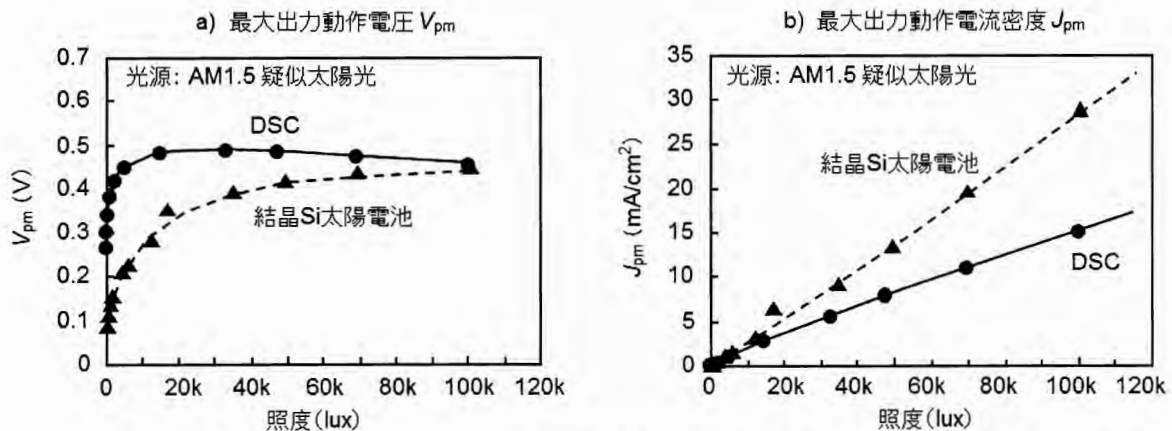 a) 最大出力動作電圧 Vpm
0.7
0.6
0.5
0.4
0.3
0.2
0.1
0
Vpm (V)
光源: AM1.5 疑似太陽光
DSC
結晶Si太陽電池
0 20k 40k 60k 80k 100k 120k
照度(lux)
b) 最大出力動作電流密度 Jpm
35
30
25
20
15
10
5
0
Jpm (mA/cm²)
光源: AM1.5 疑似太陽光
結晶Si太陽電池
DSC
0 20k 40k 60k 80k 100k 120k
照度(lux)